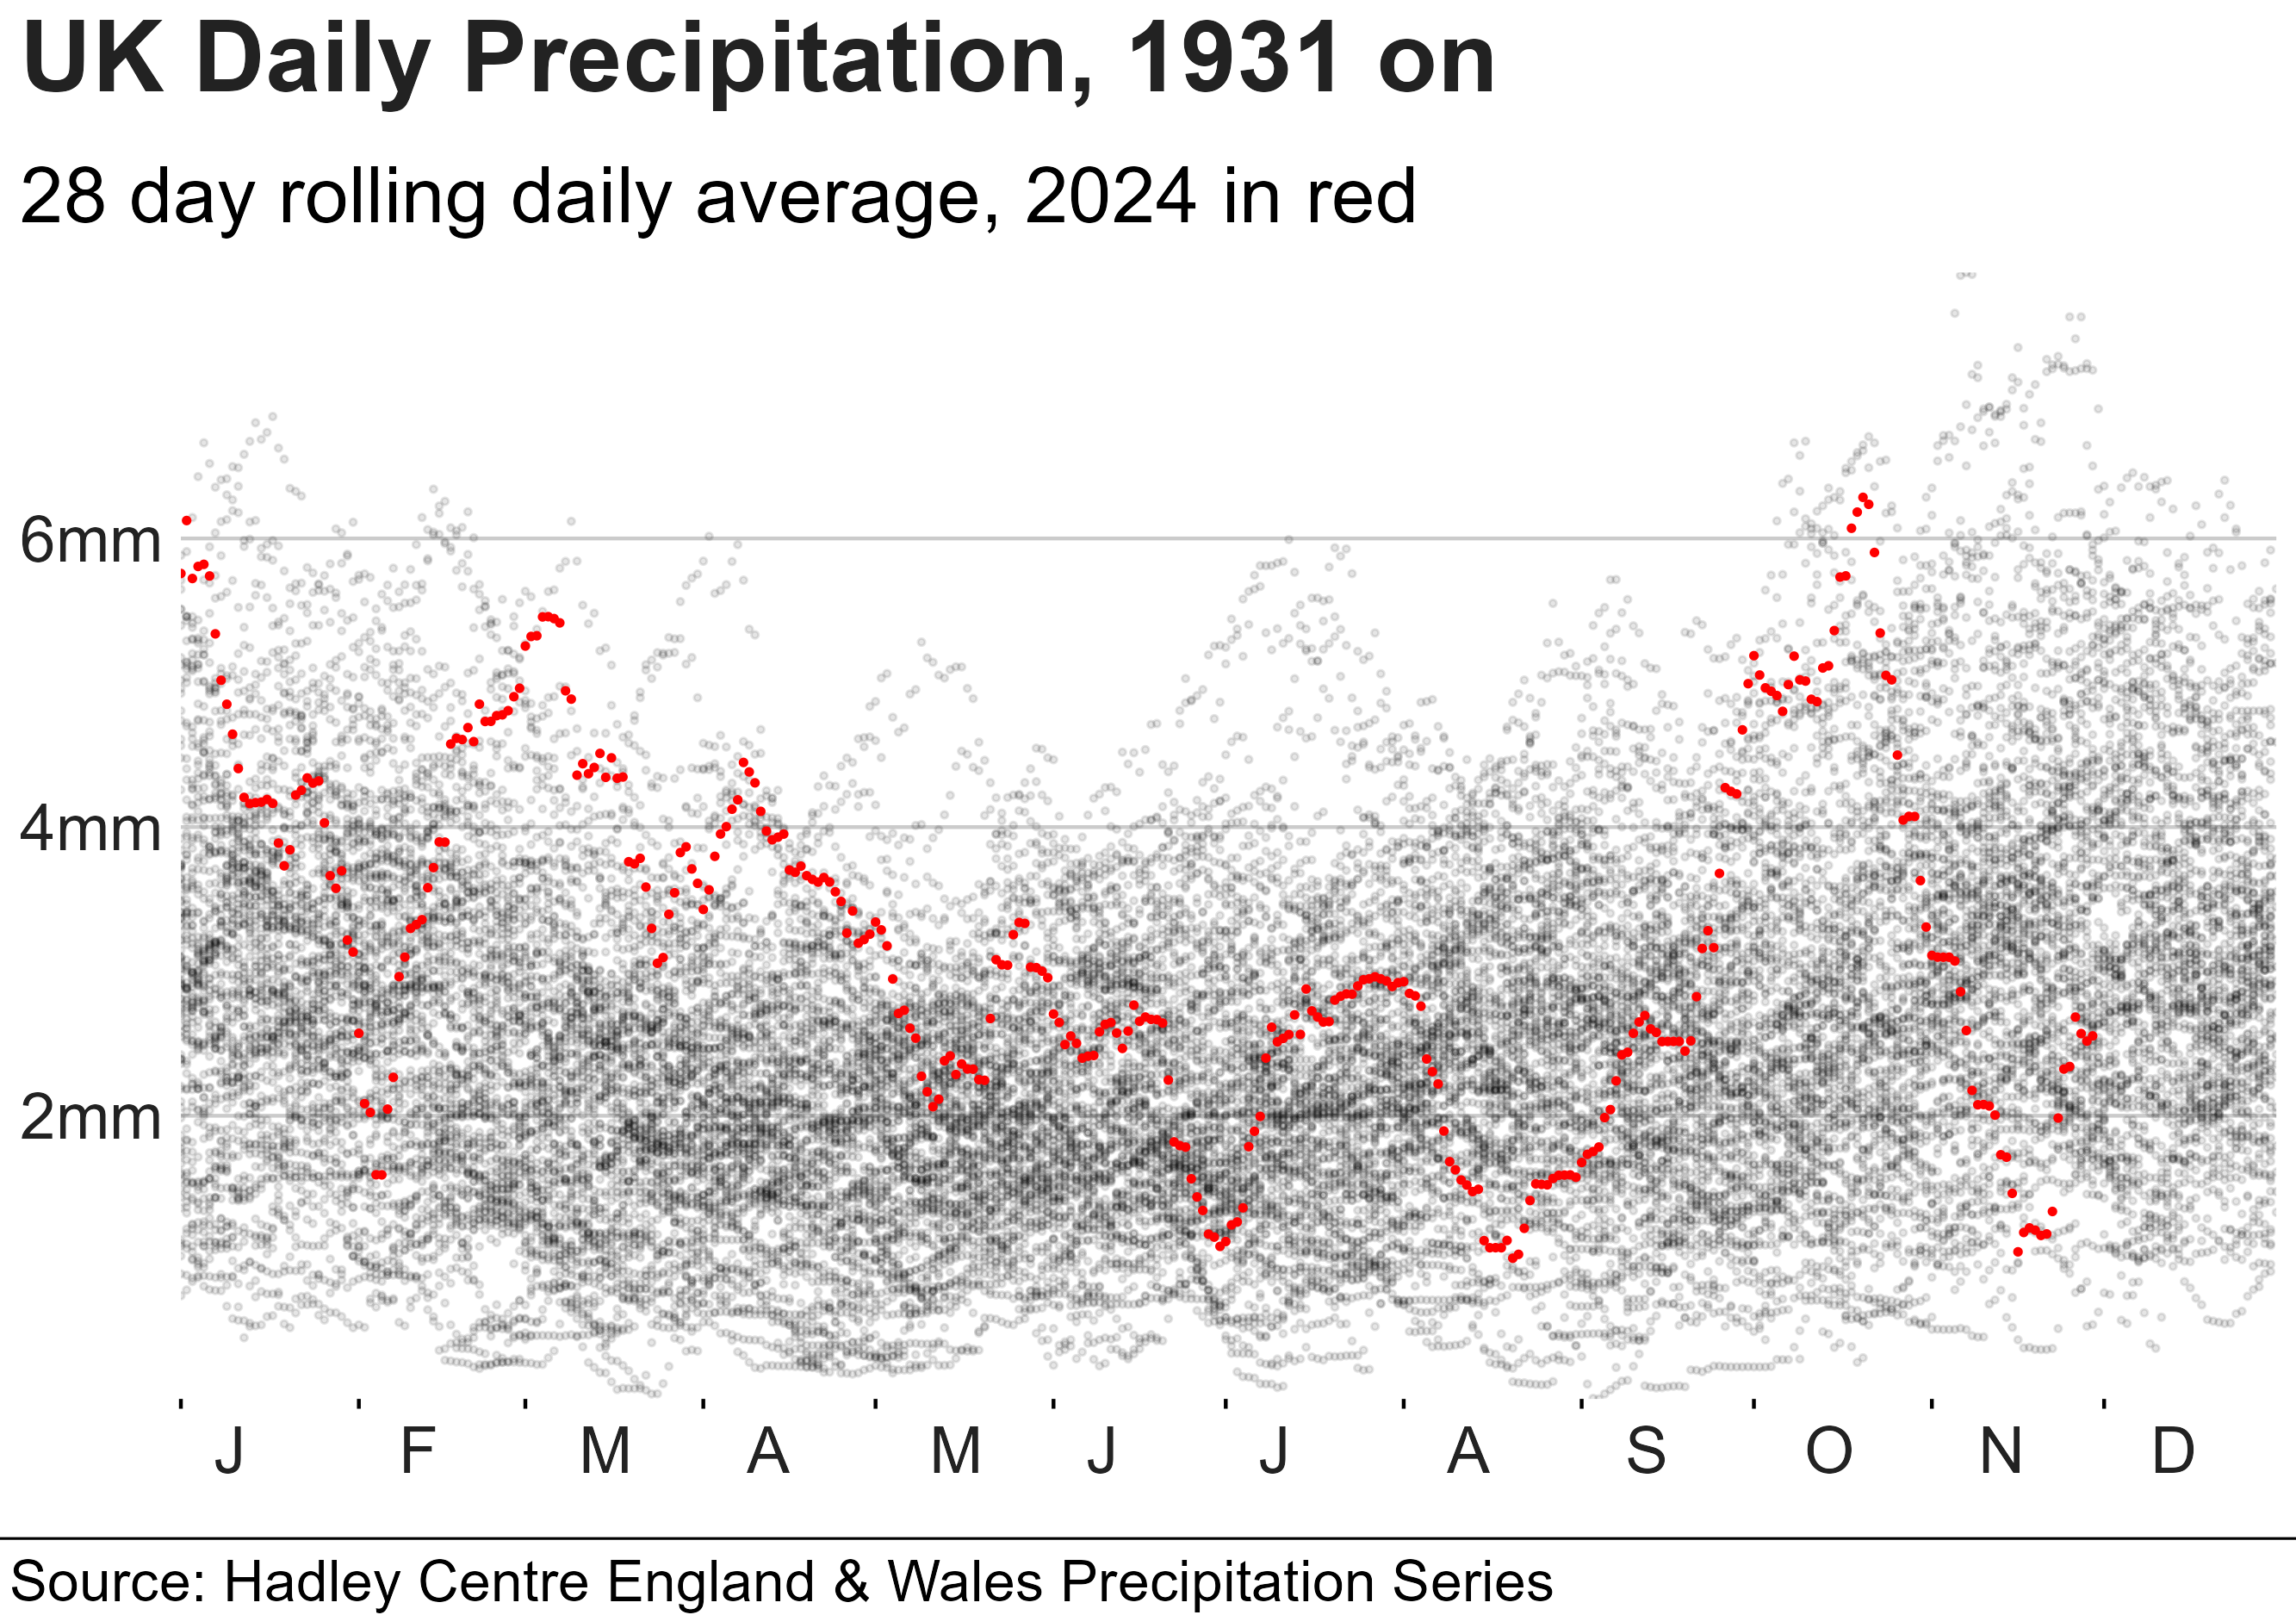 UK Daily Precipitation, 1931 on
28 day rolling daily average, 2024 in red
6mm
4mm
2mm
J F M A M J J A S O N D
Source: Hadley Centre England & Wales Precipitation Series